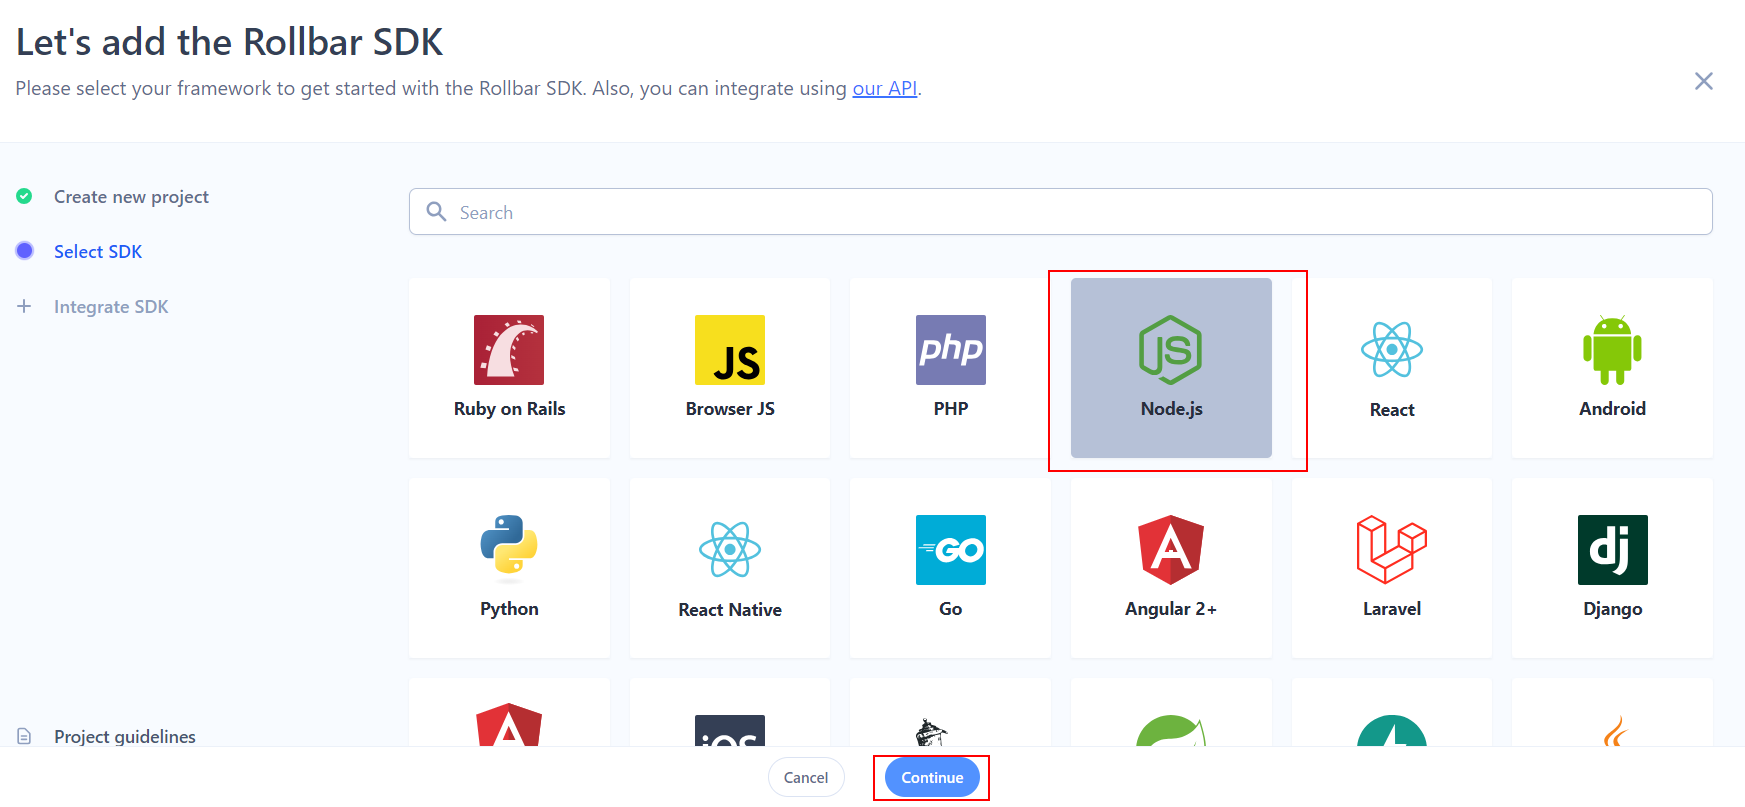 Let's add the Rollbar SDK
Please select your framework to get started with the Rollbar SDK. Also, you can integrate using our API.
Create new project
Select SDK
Integrate SDK
Project guidelines
Search
JS
php
JS
Ruby on Rails
Browser JS
PHP
Node.js
React
Android
GO
dj
Python
React Native
Go
Angular 2+
Laravel
Django
iOS
Cancel
Continue